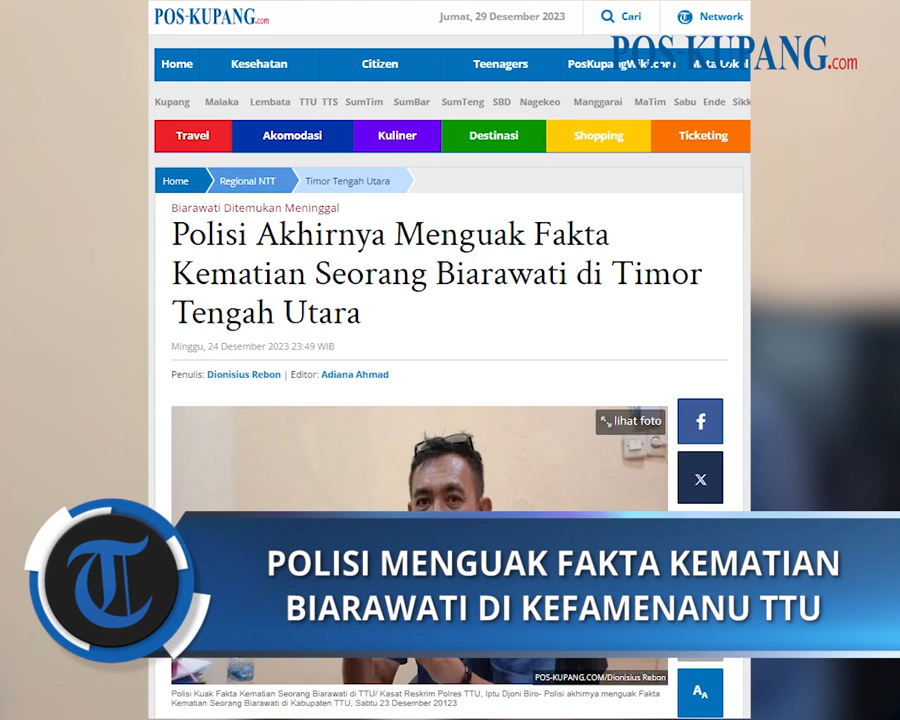 POS-KUPANG.com
Jumat, 29 Desember 2023
Cari
Network
POS-KUPANG.com
Home Kesehatan Citizen Teenagers PosKupangWiki.com MataLokal
Kupang Malaka Lembata TTU TTS SumTim SumBar SumTeng SBD Nagekeo Manggarai MaTim Sabu Ende Sikk
Travel Akomodasi Kuliner Destinasi Shopping Ticketing
Home Regional NTT Timor Tengah Utara
Biarawati Ditemukan Meninggal
Polisi Akhirnya Menguak Fakta
Kematian Seorang Biarawati di Timor
Tengah Utara
Minggu, 24 Desember 2023 23:49 WIB
Penulis: Dionisius Rebon | Editor: Adiana Ahmad
lihat foto
f
X
POLISI MENGUAK FAKTA KEMATIAN
BIARAWATI DI KEFAMENANU TTU
T
POS-KUPANG.COM/Dionisius Rebon
AA
Polisi Kuak Fakta Kematian Seorang Biarawati di TTU/ Kasat Reskrim Polres TTU, Iptu Djoni Biro- Polisi akhirnya menguak Fakta
Kematian Seorang Biarawati di Kabupaten TTU, Sabtu 23 Desember 20123